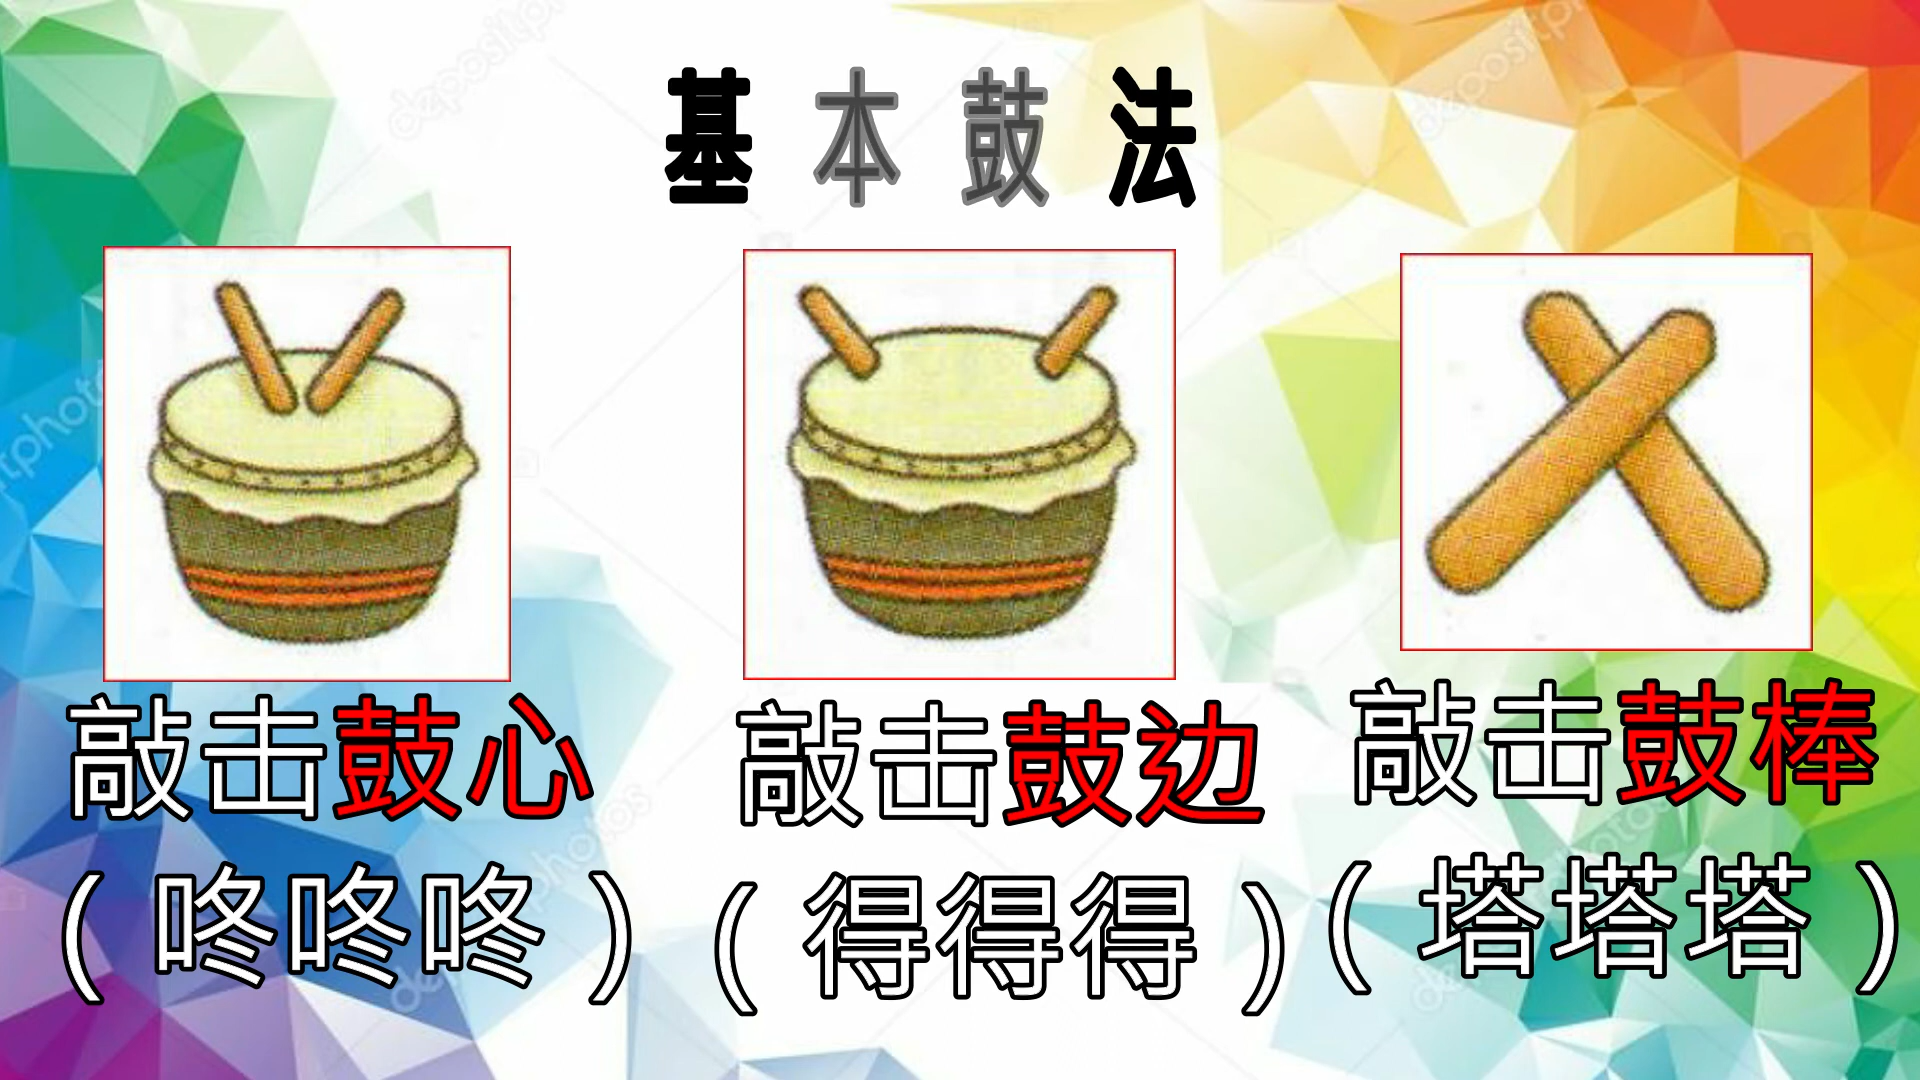 基本鼓法
敲击鼓心
（咚咚咚）
敲击鼓边
（得得得）
敲击鼓棒
（塔塔塔）
depositphotos